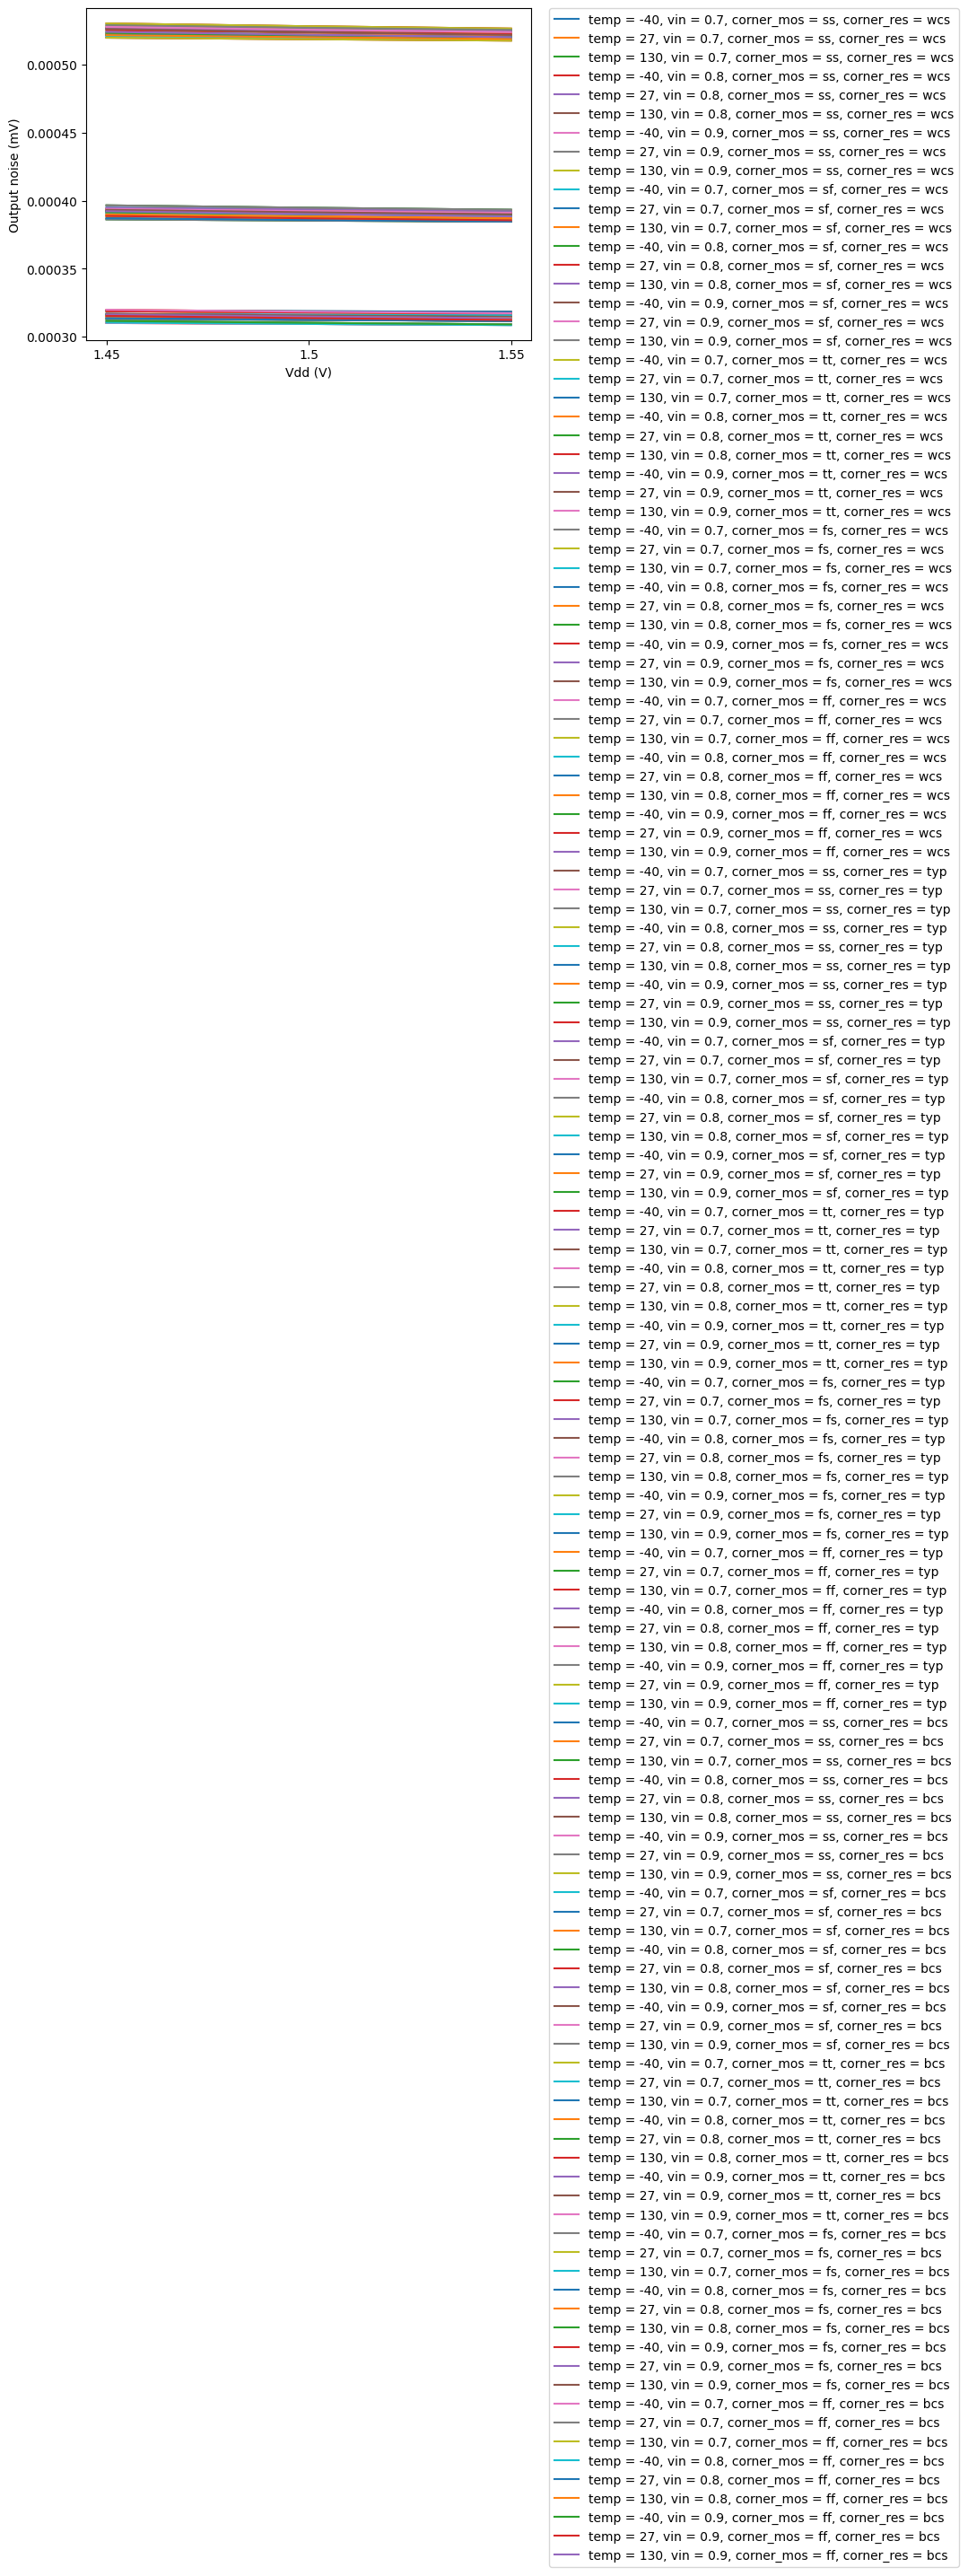 0.00050
0.00045
0.00040
0.00035
0.00030
Output noise (mV)
1.45
1.5
1.55
Vdd (V)
temp = -40, vin = 0.7, corner_mos = ss, corner_res = wcs
temp = 27, vin = 0.7, corner_mos = ss, corner_res = wcs
temp = 130, vin = 0.7, corner_mos = ss, corner_res = wcs
temp = -40, vin = 0.8, corner_mos = ss, corner_res = wcs
temp = 27, vin = 0.8, corner_mos = ss, corner_res = wcs
temp = 130, vin = 0.8, corner_mos = ss, corner_res = wcs
temp = -40, vin = 0.9, corner_mos = ss, corner_res = wcs
temp = 27, vin = 0.9, corner_mos = ss, corner_res = wcs
temp = 130, vin = 0.9, corner_mos = ss, corner_res = wcs
temp = -40, vin = 0.7, corner_mos = sf, corner_res = wcs
temp = 27, vin = 0.7, corner_mos = sf, corner_res = wcs
temp = 130, vin = 0.7, corner_mos = sf, corner_res = wcs
temp = -40, vin = 0.8, corner_mos = sf, corner_res = wcs
temp = 27, vin = 0.8, corner_mos = sf, corner_res = wcs
temp = 130, vin = 0.8, corner_mos = sf, corner_res = wcs
temp = -40, vin = 0.9, corner_mos = sf, corner_res = wcs
temp = 27, vin = 0.9, corner_mos = sf, corner_res = wcs
temp = 130, vin = 0.9, corner_mos = sf, corner_res = wcs
temp = -40, vin = 0.7, corner_mos = tt, corner_res = wcs
temp = 27, vin = 0.7, corner_mos = tt, corner_res = wcs
temp = 130, vin = 0.7, corner_mos = tt, corner_res = wcs
temp = -40, vin = 0.8, corner_mos = tt, corner_res = wcs
temp = 27, vin = 0.8, corner_mos = tt, corner_res = wcs
temp = 130, vin = 0.8, corner_mos = tt, corner_res = wcs
temp = -40, vin = 0.9, corner_mos = tt, corner_res = wcs
temp = 27, vin = 0.9, corner_mos = tt, corner_res = wcs
temp = 130, vin = 0.9, corner_mos = tt, corner_res = wcs
temp = -40, vin = 0.7, corner_mos = fs, corner_res = wcs
temp = 27, vin = 0.7, corner_mos = fs, corner_res = wcs
temp = 130, vin = 0.7, corner_mos = fs, corner_res = wcs
temp = -40, vin = 0.8, corner_mos = fs, corner_res = wcs
temp = 27, vin = 0.8, corner_mos = fs, corner_res = wcs
temp = 130, vin = 0.8, corner_mos = fs, corner_res = wcs
temp = -40, vin = 0.9, corner_mos = fs, corner_res = wcs
temp = 27, vin = 0.9, corner_mos = fs, corner_res = wcs
temp = 130, vin = 0.9, corner_mos = fs, corner_res = wcs
temp = -40, vin = 0.7, corner_mos = ff, corner_res = wcs
temp = 27, vin = 0.7, corner_mos = ff, corner_res = wcs
temp = 130, vin = 0.7, corner_mos = ff, corner_res = wcs
temp = -40, vin = 0.8, corner_mos = ff, corner_res = wcs
temp = 27, vin = 0.8, corner_mos = ff, corner_res = wcs
temp = 130, vin = 0.8, corner_mos = ff, corner_res = wcs
temp = -40, vin = 0.9, corner_mos = ff, corner_res = wcs
temp = 27, vin = 0.9, corner_mos = ff, corner_res = wcs
temp = 130, vin = 0.9, corner_mos = ff, corner_res = wcs
temp = -40, vin = 0.7, corner_mos = ss, corner_res = typ
temp = 27, vin = 0.7, corner_mos = ss, corner_res = typ
temp = 130, vin = 0.7, corner_mos = ss, corner_res = typ
temp = -40, vin = 0.8, corner_mos = ss, corner_res = typ
temp = 27, vin = 0.8, corner_mos = ss, corner_res = typ
temp = 130, vin = 0.8, corner_mos = ss, corner_res = typ
temp = -40, vin = 0.9, corner_mos = ss, corner_res = typ
temp = 27, vin = 0.9, corner_mos = ss, corner_res = typ
temp = 130, vin = 0.9, corner_mos = ss, corner_res = typ
temp = -40, vin = 0.7, corner_mos = sf, corner_res = typ
temp = 27, vin = 0.7, corner_mos = sf, corner_res = typ
temp = 130, vin = 0.7, corner_mos = sf, corner_res = typ
temp = -40, vin = 0.8, corner_mos = sf, corner_res = typ
temp = 27, vin = 0.8, corner_mos = sf, corner_res = typ
temp = 130, vin = 0.8, corner_mos = sf, corner_res = typ
temp = -40, vin = 0.9, corner_mos = sf, corner_res = typ
temp = 27, vin = 0.9, corner_mos = sf, corner_res = typ
temp = 130, vin = 0.9, corner_mos = sf, corner_res = typ
temp = -40, vin = 0.7, corner_mos = tt, corner_res = typ
temp = 27, vin = 0.7, corner_mos = tt, corner_res = typ
temp = 130, vin = 0.7, corner_mos = tt, corner_res = typ
temp = -40, vin = 0.8, corner_mos = tt, corner_res = typ
temp = 27, vin = 0.8, corner_mos = tt, corner_res = typ
temp = 130, vin = 0.8, corner_mos = tt, corner_res = typ
temp = -40, vin = 0.9, corner_mos = tt, corner_res = typ
temp = 27, vin = 0.9, corner_mos = tt, corner_res = typ
temp = 130, vin = 0.9, corner_mos = tt, corner_res = typ
temp = -40, vin = 0.7, corner_mos = fs, corner_res = typ
temp = 27, vin = 0.7, corner_mos = fs, corner_res = typ
temp = 130, vin = 0.7, corner_mos = fs, corner_res = typ
temp = -40, vin = 0.8, corner_mos = fs, corner_res = typ
temp = 27, vin = 0.8, corner_mos = fs, corner_res = typ
temp = 130, vin = 0.8, corner_mos = fs, corner_res = typ
temp = -40, vin = 0.9, corner_mos = fs, corner_res = typ
temp = 27, vin = 0.9, corner_mos = fs, corner_res = typ
temp = 130, vin = 0.9, corner_mos = fs, corner_res = typ
temp = -40, vin = 0.7, corner_mos = ff, corner_res = typ
temp = 27, vin = 0.7, corner_mos = ff, corner_res = typ
temp = 130, vin = 0.7, corner_mos = ff, corner_res = typ
temp = -40, vin = 0.8, corner_mos = ff, corner_res = typ
temp = 27, vin = 0.8, corner_mos = ff, corner_res = typ
temp = 130, vin = 0.8, corner_mos = ff, corner_res = typ
temp = -40, vin = 0.9, corner_mos = ff, corner_res = typ
temp = 27, vin = 0.9, corner_mos = ff, corner_res = typ
temp = 130, vin = 0.9, corner_mos = ff, corner_res = typ
temp = -40, vin = 0.7, corner_mos = ss, corner_res = bcs
temp = 27, vin = 0.7, corner_mos = ss, corner_res = bcs
temp = 130, vin = 0.7, corner_mos = ss, corner_res = bcs
temp = -40, vin = 0.8, corner_mos = ss, corner_res = bcs
temp = 27, vin = 0.8, corner_mos = ss, corner_res = bcs
temp = 130, vin = 0.8, corner_mos = ss, corner_res = bcs
temp = -40, vin = 0.9, corner_mos = ss, corner_res = bcs
temp = 27, vin = 0.9, corner_mos = ss, corner_res = bcs
temp = 130, vin = 0.9, corner_mos = ss, corner_res = bcs
temp = -40, vin = 0.7, corner_mos = sf, corner_res = bcs
temp = 27, vin = 0.7, corner_mos = sf, corner_res = bcs
temp = 130, vin = 0.7, corner_mos = sf, corner_res = bcs
temp = -40, vin = 0.8, corner_mos = sf, corner_res = bcs
temp = 27, vin = 0.8, corner_mos = sf, corner_res = bcs
temp = 130, vin = 0.8, corner_mos = sf, corner_res = bcs
temp = -40, vin = 0.9, corner_mos = sf, corner_res = bcs
temp = 27, vin = 0.9, corner_mos = sf, corner_res = bcs
temp = 130, vin = 0.9, corner_mos = sf, corner_res = bcs
temp = -40, vin = 0.7, corner_mos = tt, corner_res = bcs
temp = 27, vin = 0.7, corner_mos = tt, corner_res = bcs
temp = 130, vin = 0.7, corner_mos = tt, corner_res = bcs
temp = -40, vin = 0.8, corner_mos = tt, corner_res = bcs
temp = 27, vin = 0.8, corner_mos = tt, corner_res = bcs
temp = 130, vin = 0.8, corner_mos = tt, corner_res = bcs
temp = -40, vin = 0.9, corner_mos = tt, corner_res = bcs
temp = 27, vin = 0.9, corner_mos = tt, corner_res = bcs
temp = 130, vin = 0.9, corner_mos = tt, corner_res = bcs
temp = -40, vin = 0.7, corner_mos = fs, corner_res = bcs
temp = 27, vin = 0.7, corner_mos = fs, corner_res = bcs
temp = 130, vin = 0.7, corner_mos = fs, corner_res = bcs
temp = -40, vin = 0.8, corner_mos = fs, corner_res = bcs
temp = 27, vin = 0.8, corner_mos = fs, corner_res = bcs
temp = 130, vin = 0.8, corner_mos = fs, corner_res = bcs
temp = -40, vin = 0.9, corner_mos = fs, corner_res = bcs
temp = 27, vin = 0.9, corner_mos = fs, corner_res = bcs
temp = 130, vin = 0.9, corner_mos = fs, corner_res = bcs
temp = -40, vin = 0.7, corner_mos = ff, corner_res = bcs
temp = 27, vin = 0.7, corner_mos = ff, corner_res = bcs
temp = 130, vin = 0.7, corner_mos = ff, corner_res = bcs
temp = -40, vin = 0.8, corner_mos = ff, corner_res = bcs
temp = 27, vin = 0.8, corner_mos = ff, corner_res = bcs
temp = 130, vin = 0.8, corner_mos = ff, corner_res = bcs
temp = -40, vin = 0.9, corner_mos = ff, corner_res = bcs
temp = 27, vin = 0.9, corner_mos = ff, corner_res = bcs
temp = 130, vin = 0.9, corner_mos = ff, corner_res = bcs